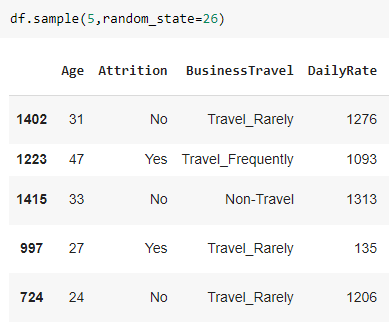 df.sample(5,random_state=26)
Age Attrition BusinessTravel DailyRate
1402 31 No Travel_Rarely 1276
1223 47 Yes Travel_Frequently 1093
1415 33 No Non-Travel 1313
997 27 Yes Travel_Rarely 135
724 24 No Travel_Rarely 1206